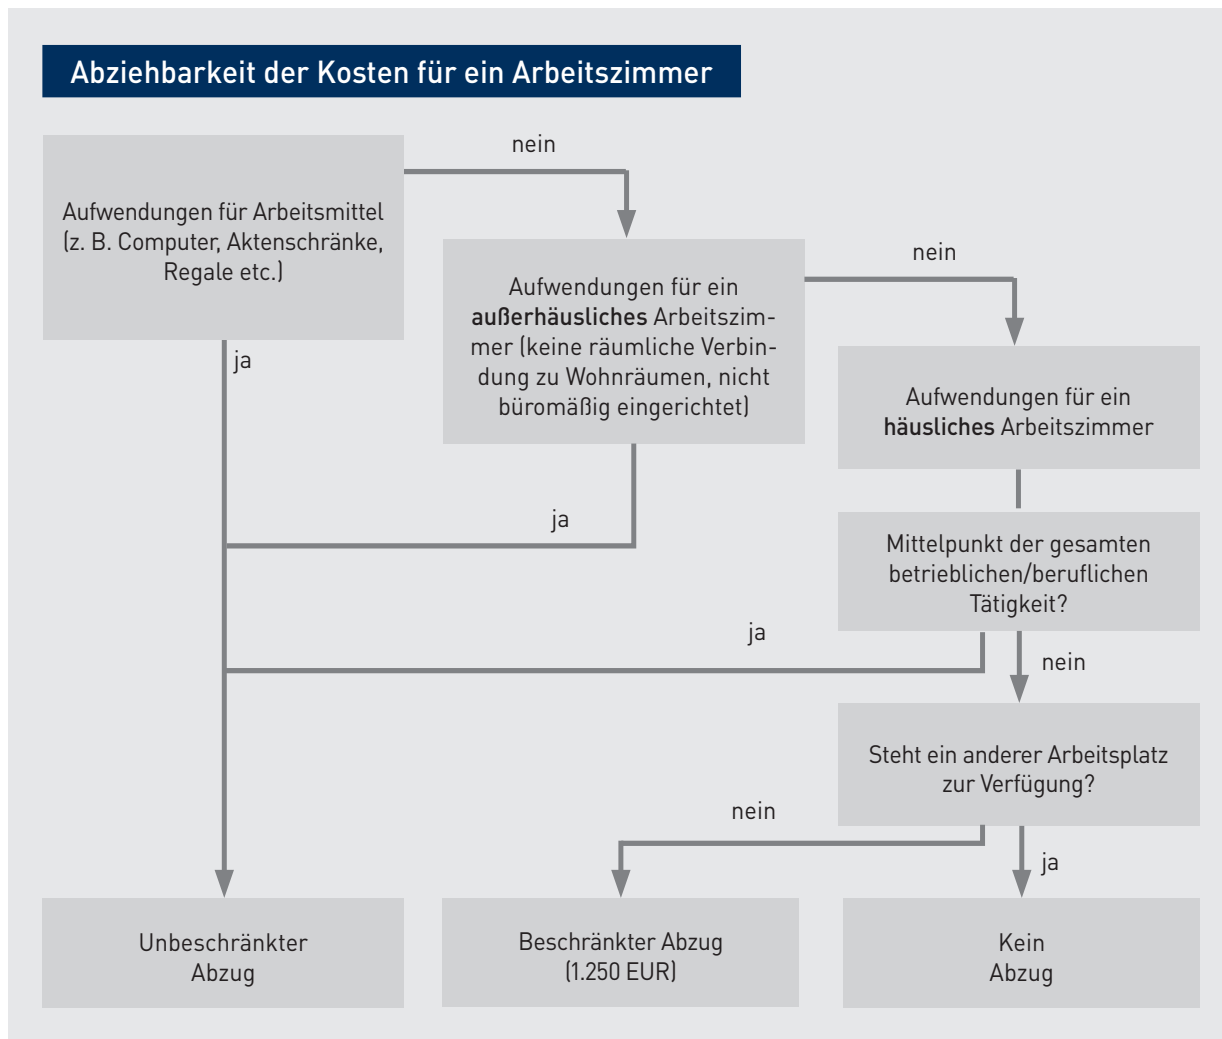 Abziehbarkeit der Kosten für ein Arbeitszimmer
nein
Aufwendungen für Arbeitsmittel
(z. B. Computer, Aktenschränke,
Regale etc.)
ja
nein
Aufwendungen für ein
außerhäusliches Arbeitszim-
mer (keine räumliche Verbin-
dung zu Wohnräumen, nicht
büromäßig eingerichtet)
ja
Aufwendungen für ein
häusliches Arbeitszimmer
Mittelpunkt der gesamten
betrieblichen/beruflichen
Tätigkeit?
ja
nein
Steht ein anderer Arbeitsplatz
zur Verfügung?
nein
ja
Unbeschränkter
Abzug
Beschränkter Abzug
(1.250 EUR)
Kein
Abzug